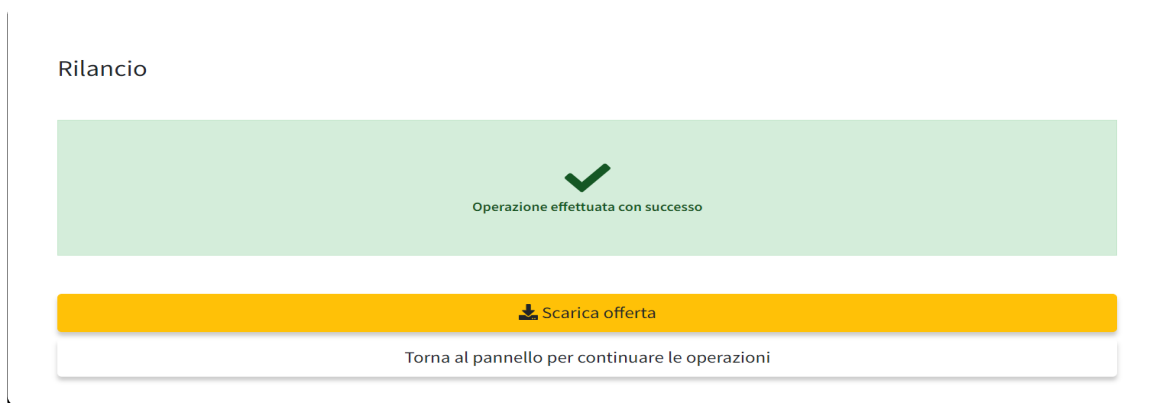 Rilancio
Operazione effettuata con successo
Scarica offerta
Torna al pannello per continuare le operazioni